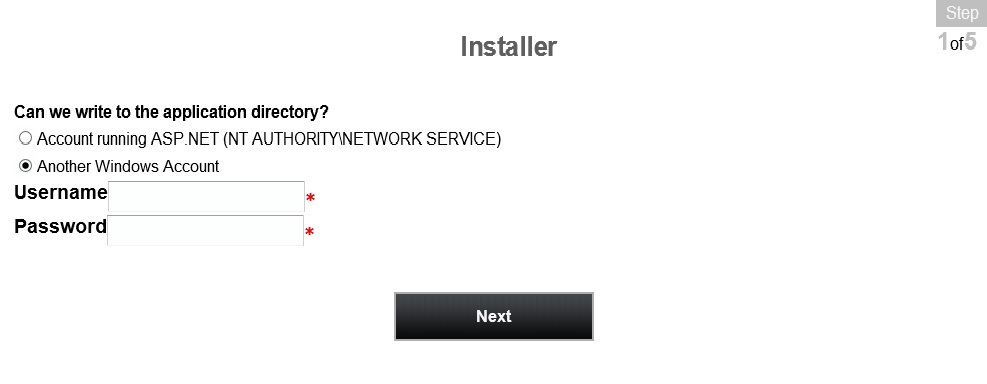 Step
1of5
Installer
Can we write to the application directory?
Account running ASP.NET (NT AUTHORITY\NETWORK SERVICE)
Another Windows Account
Username *
Password *
Next